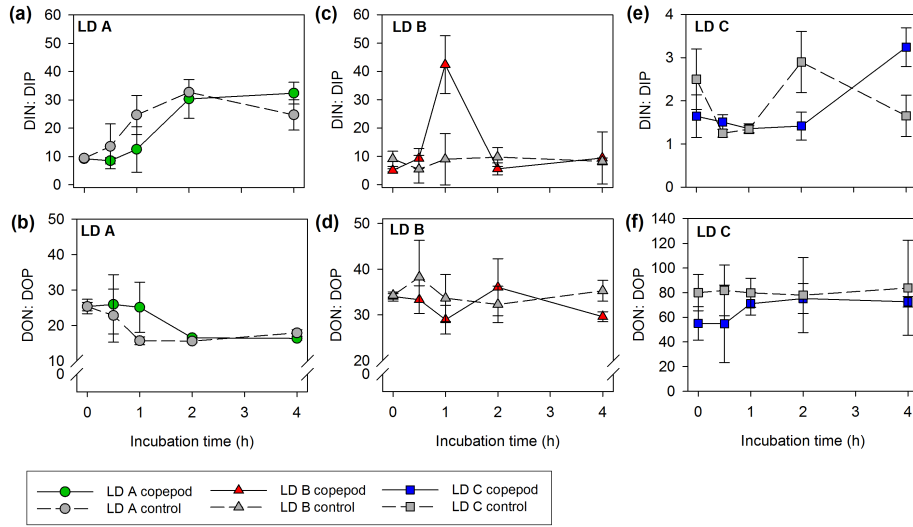 (a)
LD A
DIN: DIP
60
50
40
30
20
10
0
(c)
LD B
DIN: DIP
60
50
40
30
20
10
0
(e)
LD C
DIN: DIP
4
3
2
1
0
(b)
LD A
DON: DOP
50
40
30
20
10
0
0 1 2 3 4
Incubation time (h)
(d)
LD B
DON: DOP
50
40
30
20
0
0 1 2 3 4
Incubation time (h)
(f)
LD C
DON: DOP
140
120
100
80
60
40
20
0
0 1 2 3 4
Incubation time (h)
LD A copepod LD B copepod LD C copepod
LD A control LD B control LD C control